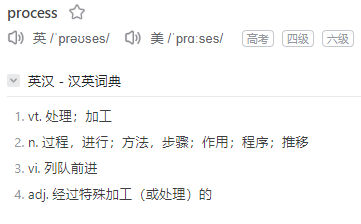 process
英 /ˈprəʊses/ 美 /ˈprɑːses/ 高考 四级 六级
英汉 - 汉英词典
1. vt. 处理；加工
2. n. 过程，进行；方法，步骤；作用；程序；推移
3. vi. 列队前进
4. adj. 经过特殊加工（或处理）的